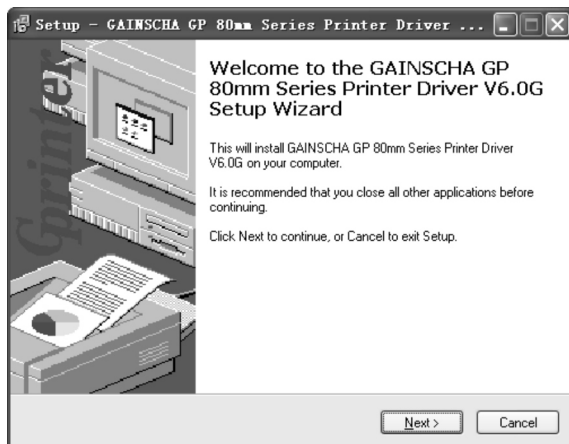 Setup - GAINSCHA GP 80mm Series Printer Driver ...
Gprinter
Welcome to the GAINSCHA GP
80mm Series Printer Driver V6.0G
Setup Wizard
This will install GAINSCHA GP 80mm Series Printer Driver
V6.0G on your computer.
It is recommended that you close all other applications before
continuing.
Click Next to continue, or Cancel to exit Setup.
Next >
Cancel